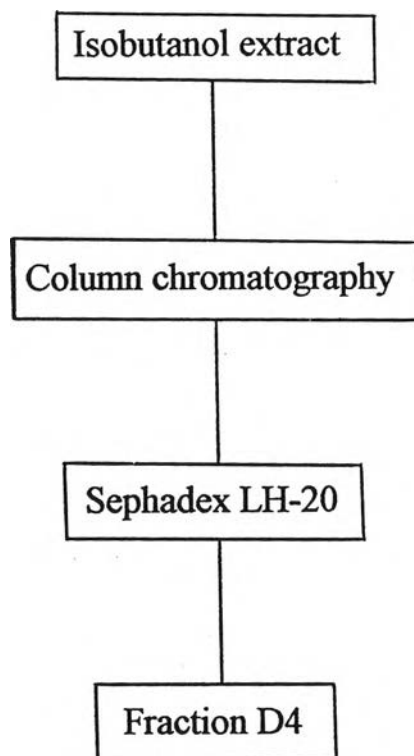 Isobutanol extract
Column chromatography
Sephadex LH-20
Fraction D4